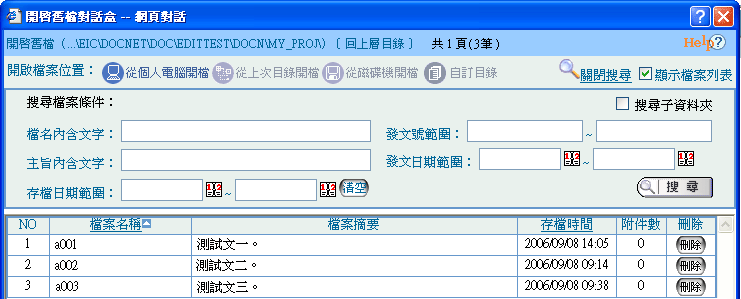 開啓舊檔對話盒 -- 網頁對話
開啓舊檔 (...\EIC\DOCNET\DOC\EDITTEST\DOCN\MY_PROJ\) 〔 回上層目錄 〕 共 1 頁(3筆) Help?
開啟檔案位置： 從個人電腦開檔 從上次目錄開檔 從磁碟機開檔 自訂目錄 關閉搜尋 顯示檔案列表
搜尋檔案條件： 搜尋子資料夾
檔名內含文字： 發文號範圍： ~
主旨內含文字： 發文日期範圍： 12 ~ 12
存檔日期範圍： 12 ~ 12 清空 搜 尋
NO 檔案名稱 檔案摘要 存檔時間 附件數 刪除
1 a001 測試文一。 2006/09/08 14:05 0 刪除
2 a002 測試文二。 2006/09/08 09:14 0 刪除
3 a003 測試文三。 2006/09/08 09:38 0 刪除